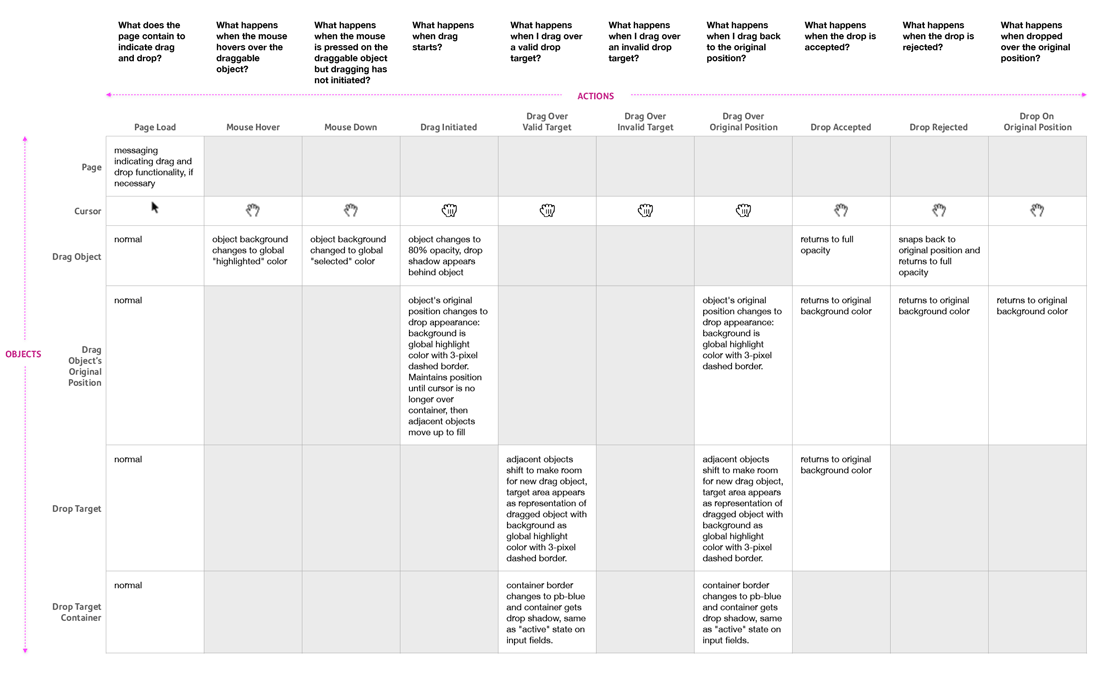 What does the
page contain to
indicate drag
and drop?
What happens
when the mouse
hovers over the
draggable
object?
What happens
when the mouse
is pressed on the
draggable object
but dragging has
not initiated?
What happens
when drag
starts?
What happens
when I drag over
a valid drop
target?
What happens
when I drag over
an invalid drop
target?
What happens
when I drag back
to the original
position?
What happens
when the drop is
accepted?
What happens
when the drop is
rejected?
What happens
when dropped
over the original
position?
ACTIONS
Page Load
Mouse Hover
Mouse Down
Drag Initiated
Drag Over
Valid Target
Drag Over
Invalid Target
Drag Over
Original Position
Drop Accepted
Drop Rejected
Drop On
Original Position
OBJECTS
Page
messaging
indicating drag and
drop functionality, if
necessary
Cursor
Drag Object
normal
object background
changes to global
"highlighted" color
object background
changed to global
"selected" color
object changes to
80% opacity, drop
shadow appears
behind object
returns to full
opacity
snaps back to
original position and
returns to full
opacity
Drag
Object's
Original
Position
normal
object's original
position changes to
drop appearance:
background is
global highlight
color with 3-pixel
dashed border.
Maintains position
until cursor is no
longer over
container, then
adjacent objects
move up to fill
object's original
position changes to
drop appearance:
background is
global highlight
color with 3-pixel
dashed border.
returns to original
background color
returns to original
background color
returns to original
background color
Drop Target
normal
adjacent objects
shift to make room
for new drag object,
target area appears
as representation of
dragged object with
background as
global highlight
color with 3-pixel
dashed border.
adjacent objects
shift to make room
for new drag object,
target area appears
as representation of
dragged object with
background as
global highlight
color with 3-pixel
dashed border.
returns to original
background color
Drop Target
Container
normal
container border
changes to pb-blue
and container gets
drop shadow, same
as "active" state on
input fields.
container border
changes to pb-blue
and container gets
drop shadow, same
as "active" state on
input fields.